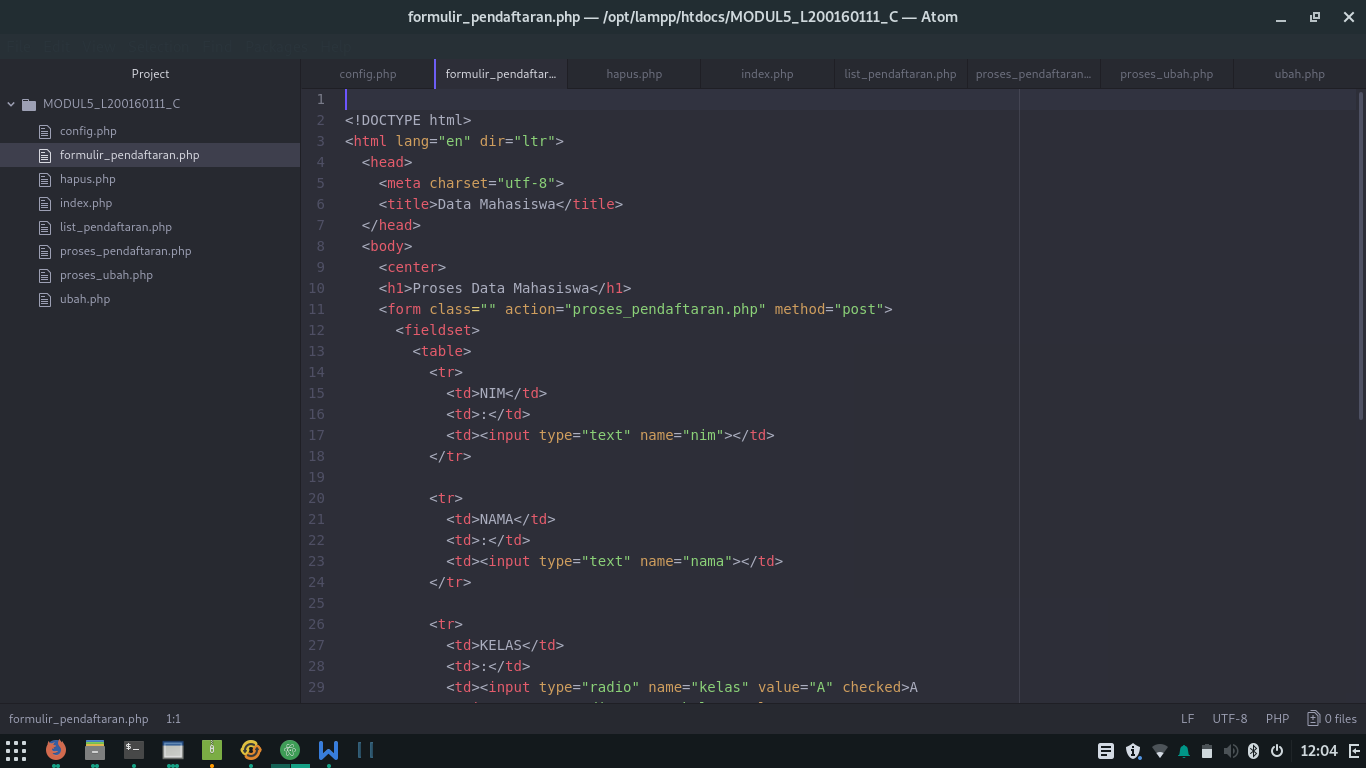 formulir_pendaftaran.php — /opt/lampp/htdocs/MODUL5_L200160111_C — Atom
Project
config.php
formulir_pendaftar...
hapus.php
index.php
list_pendaftaran.php
proses_pendaftaran...
proses_ubah.php
ubah.php
MODUL5_L200160111_C
config.php
formulir_pendaftaran.php
hapus.php
index.php
list_pendaftaran.php
proses_pendaftaran.php
proses_ubah.php
ubah.php
1
2 <!DOCTYPE html>
3 <html lang="en" dir="ltr">
4 <head>
5 <meta charset="utf-8">
6 <title>Data Mahasiswa</title>
7 </head>
8 <body>
9 <center>
10 <h1>Proses Data Mahasiswa</h1>
11 <form class="" action="proses_pendaftaran.php" method="post">
12 <fieldset>
13 <table>
14 <tr>
15 <td>NIM</td>
16 <td>:</td>
17 <td><input type="text" name="nim"></td>
18 </tr>
19
20 <tr>
21 <td>NAMA</td>
22 <td>:</td>
23 <td><input type="text" name="nama"></td>
24 </tr>
25
26 <tr>
27 <td>KELAS</td>
28 <td>:</td>
29 <td><input type="radio" name="kelas" value="A" checked>A
formulir_pendaftaran.php 1:1
LF UTF-8 PHP 0 files
12:04